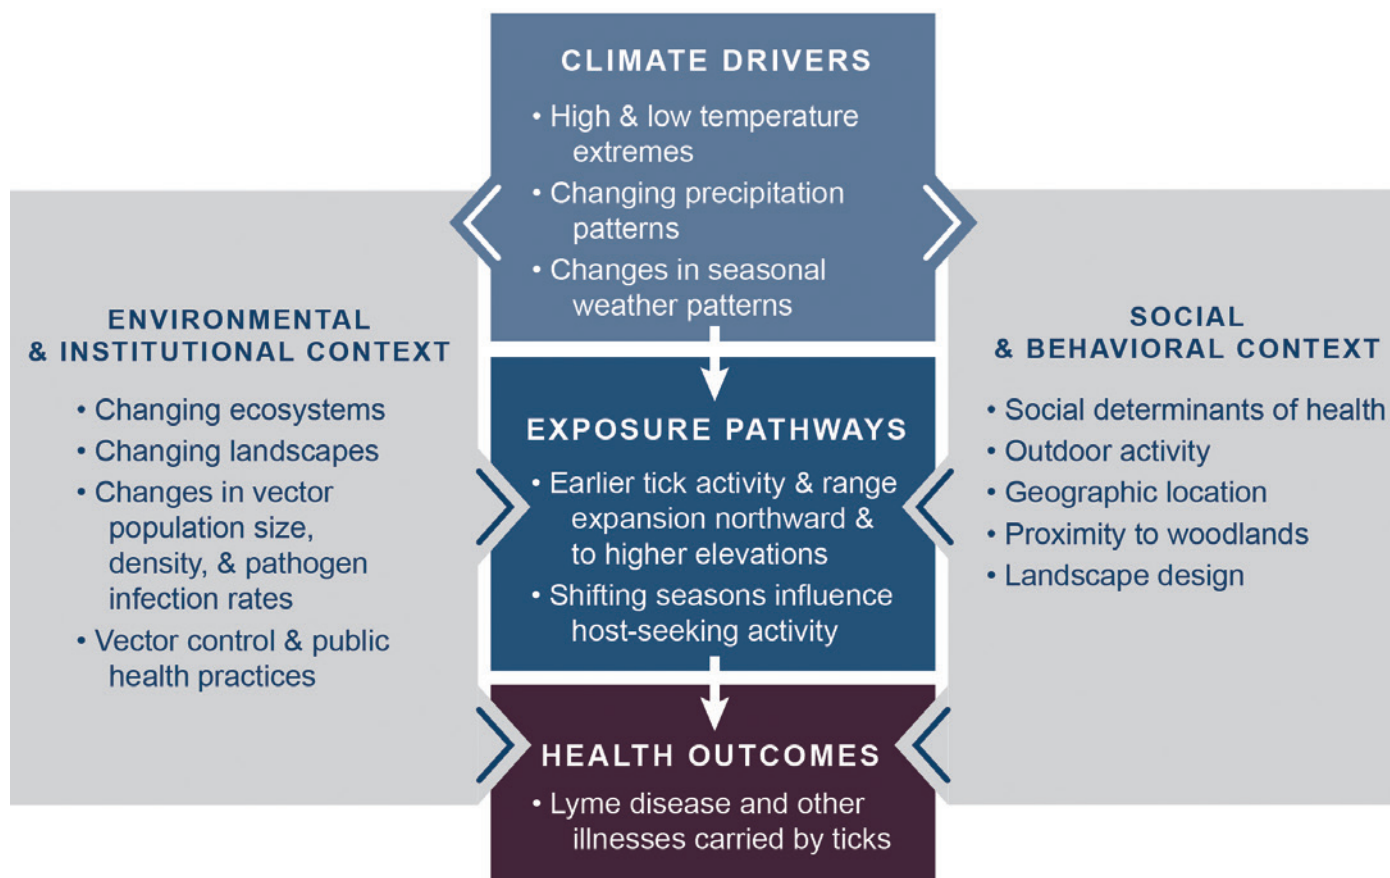 CLIMATE DRIVERS
• High & low temperature
extremes
• Changing precipitation
patterns
• Changes in seasonal
weather patterns
ENVIRONMENTAL
& INSTITUTIONAL CONTEXT
• Changing ecosystems
• Changing landscapes
• Changes in vector
population size,
density, & pathogen
infection rates
• Vector control & public
health practices
EXPOSURE PATHWAYS
• Earlier tick activity & range
expansion northward &
to higher elevations
• Shifting seasons influence
host-seeking activity
SOCIAL
& BEHAVIORAL CONTEXT
• Social determinants of health
• Outdoor activity
• Geographic location
• Proximity to woodlands
• Landscape design
HEALTH OUTCOMES
• Lyme disease and other
illnesses carried by ticks